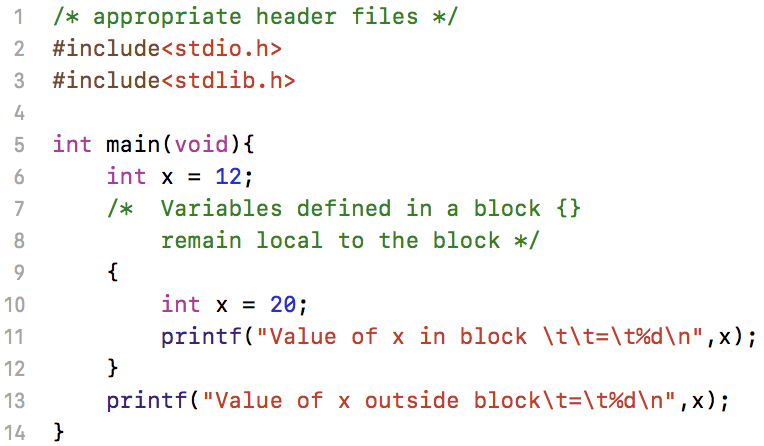 1 /* appropriate header files */
2 #include<stdio.h>
3 #include<stdlib.h>
4
5 int main(void){
6     int x = 12;
7     /*  Variables defined in a block {}
8         remain local to the block */
9     {
10         int x = 20;
11         printf("Value of x in block \t\t=\t%d\n",x);
12     }
13     printf("Value of x outside block\t=\t%d\n",x);
14 }